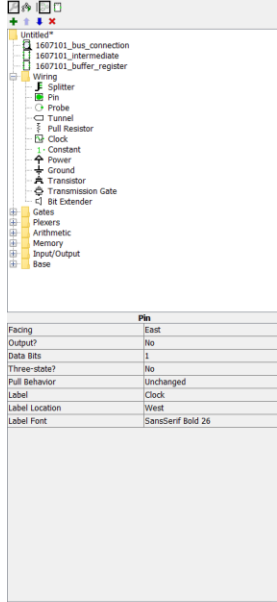 Untitled*
1607101_bus_connection
1607101_intermediate
1607101_buffer_register
Wiring
Splitter
Pin
Probe
Tunnel
Pull Resistor
Clock
1 Constant
Power
Ground
Transistor
Transmission Gate
Bit Extender
Gates
Plexers
Arithmetic
Memory
Input/Output
Base
Pin
Facing East
Output? No
Data Bits 1
Three-state? No
Pull Behavior Unchanged
Label Clock
Label Location West
Label Font SansSerif Bold 26